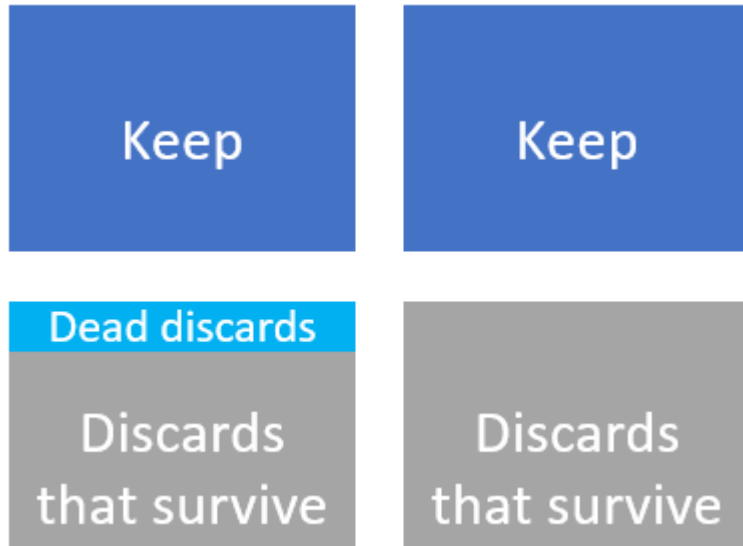 Keep
Keep
Dead discards
Discards
that survive
Discards
that survive